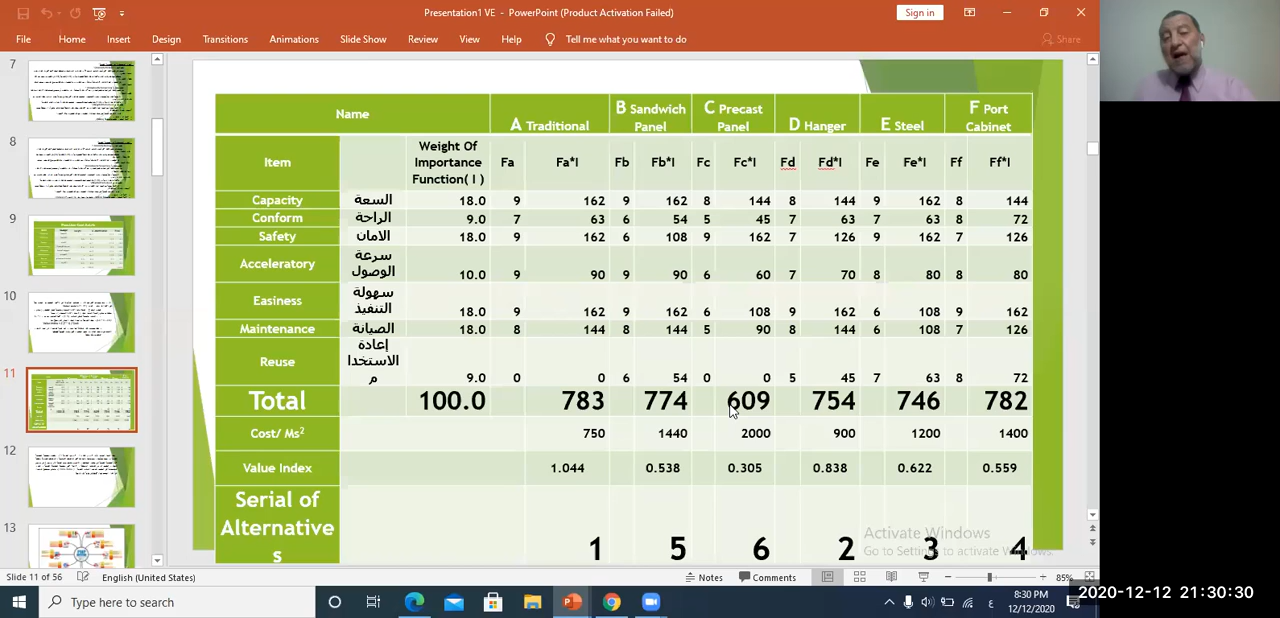 Presentation1 VE - PowerPoint (Product Activation Failed)
Sign in
File Home Insert Design Transitions Animations Slide Show Review View Help Tell me what you want to do Share
7
8
9
10
11
12
13
Name A Traditional B Sandwich Panel C Precast Panel D Hanger E Steel F Port Cabinet
Item Weight Of Importance Function( I ) Fa Fa*I Fb Fb*I Fc Fc*I Fd Fd*I Fe Fe*I Ff Ff*I
Capacity السعة 18.0 9 162 9 162 8 144 8 144 9 162 8 144
Conform الراحة 9.0 7 63 6 54 5 45 7 63 7 63 8 72
Safety الامان 18.0 9 162 6 108 9 162 7 126 9 162 7 126
Acceleratory سرعة الوصول 10.0 9 90 9 90 6 60 7 70 8 80 8 80
Easiness سهولة التنفيذ 18.0 9 162 9 162 6 108 9 162 6 108 9 162
Maintenance الصيانة 18.0 8 144 8 144 5 90 8 144 6 108 7 126
Reuse إعادة الاستخدا م 9.0 0 0 6 54 0 0 5 45 7 63 8 72
Total 100.0 783 774 609 754 746 782
Cost/ Ms² 750 1440 2000 900 1200 1400
Value Index 1.044 0.538 0.305 0.838 0.622 0.559
Serial of Alternative s 1 5 6 2 3 4
Activate Windows
Go to Settings to activate Windows.
Slide 11 of 56 English (United States) Notes Comments 85%
Type here to search
ع
8:30 PM
12/12/2020
2020-12-12 21:30:30